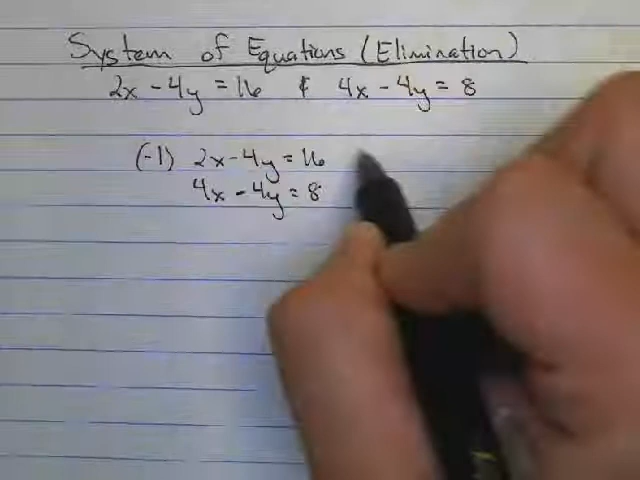 System of Equations (Elimination)
2x - 4y = 16 & 4x - 4y = 8
(-1) 2x - 4y = 16
4x - 4y = 8